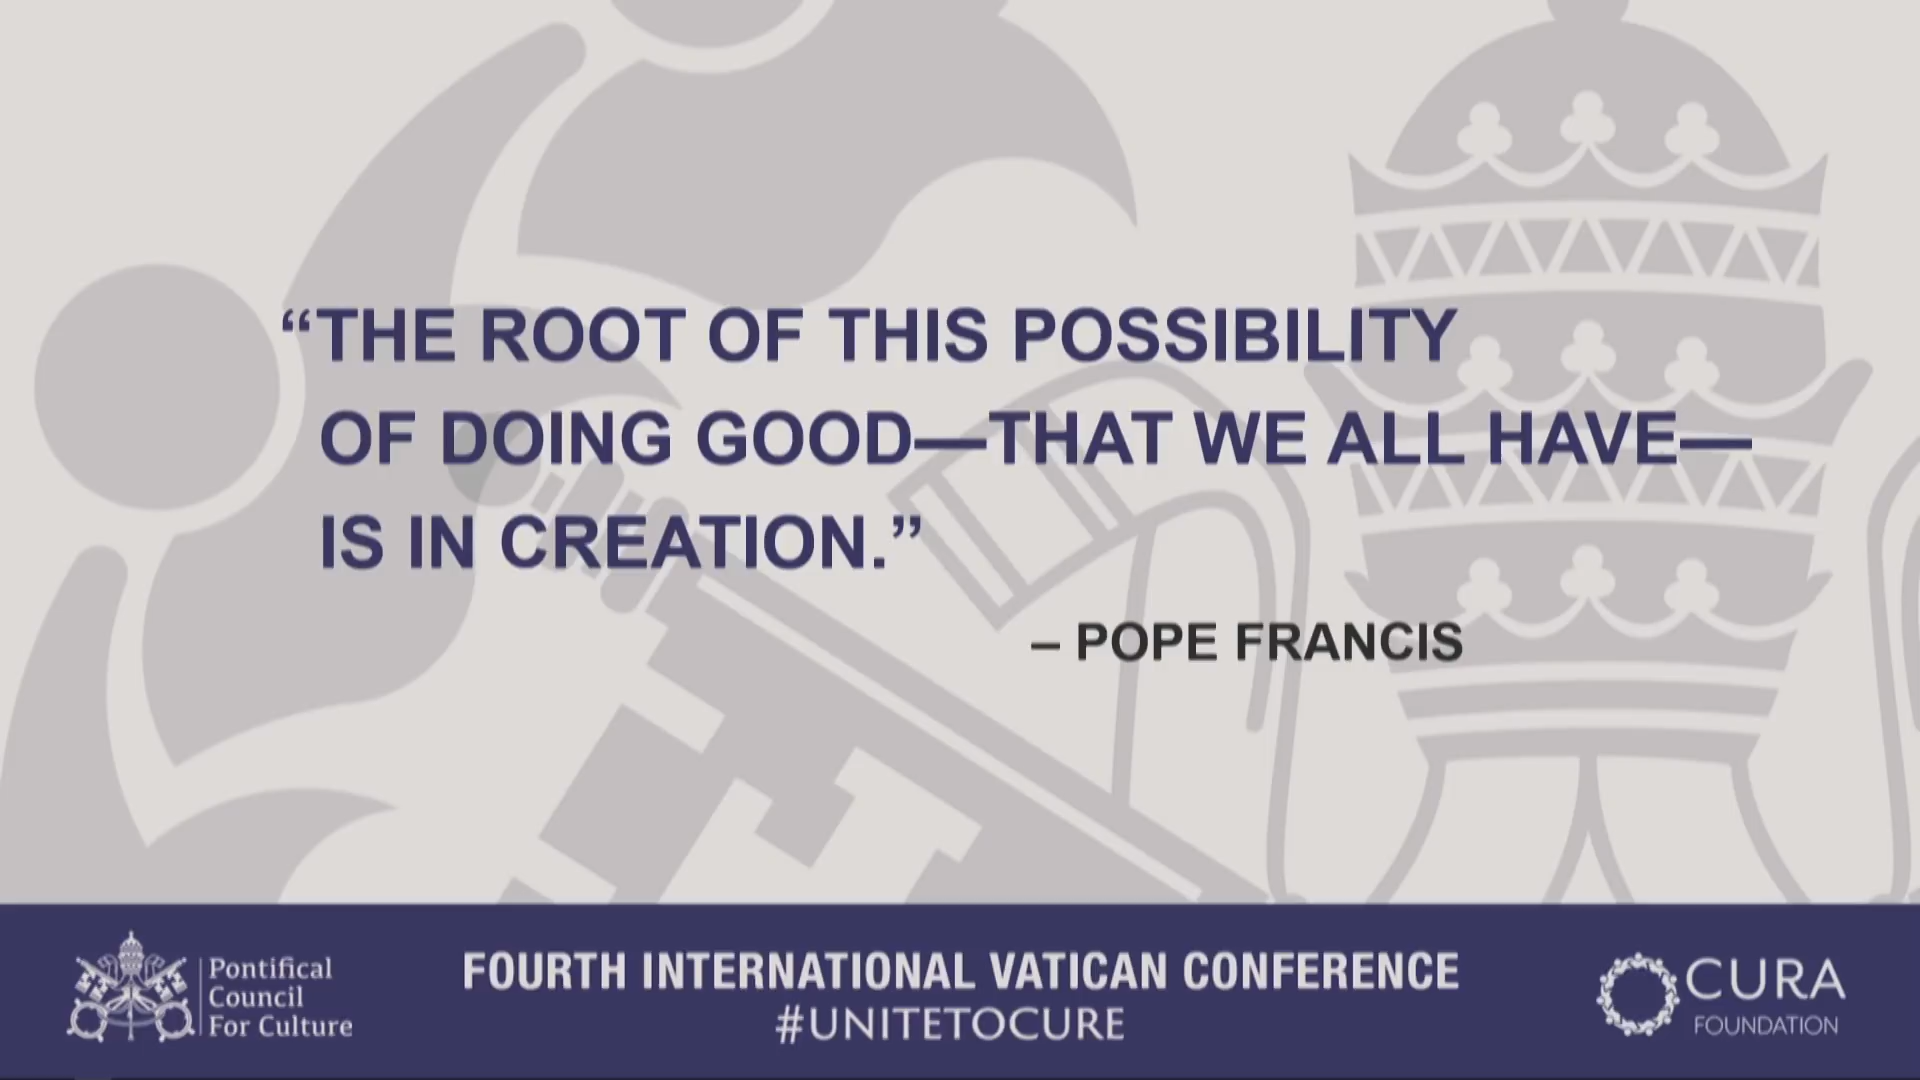 “THE ROOT OF THIS POSSIBILITY
OF DOING GOOD—THAT WE ALL HAVE—
IS IN CREATION.”
– POPE FRANCIS
Pontifical
Council
For Culture
FOURTH INTERNATIONAL VATICAN CONFERENCE
#UNITETOCURE
CURA
FOUNDATION